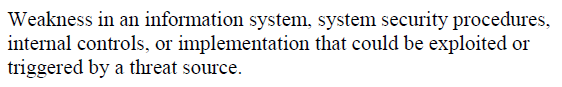 Weakness in an information system, system security procedures,
internal controls, or implementation that could be exploited or
triggered by a threat source.